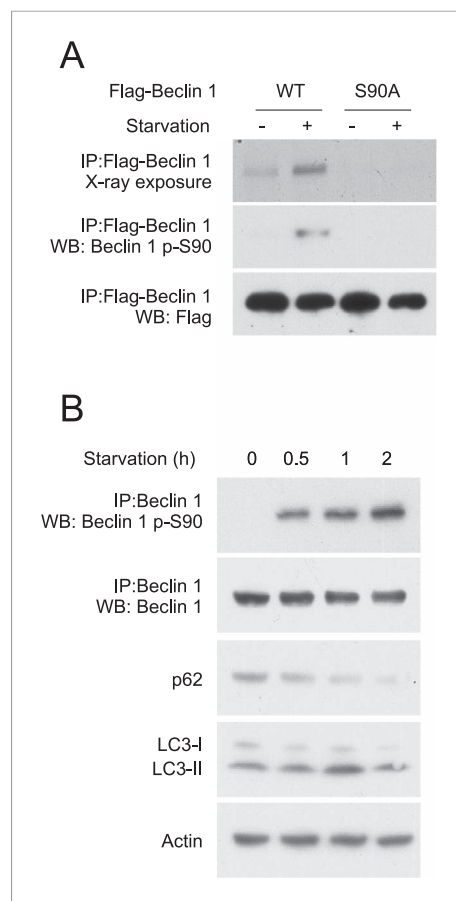 A
Flag-Beclin 1 WT S90A
Starvation - + - +
IP:Flag-Beclin 1
X-ray exposure
IP:Flag-Beclin 1
WB: Beclin 1 p-S90
IP:Flag-Beclin 1
WB: Flag
B
Starvation (h) 0 0.5 1 2
IP:Beclin 1
WB: Beclin 1 p-S90
IP:Beclin 1
WB: Beclin 1
p62
LC3-I
LC3-II
Actin